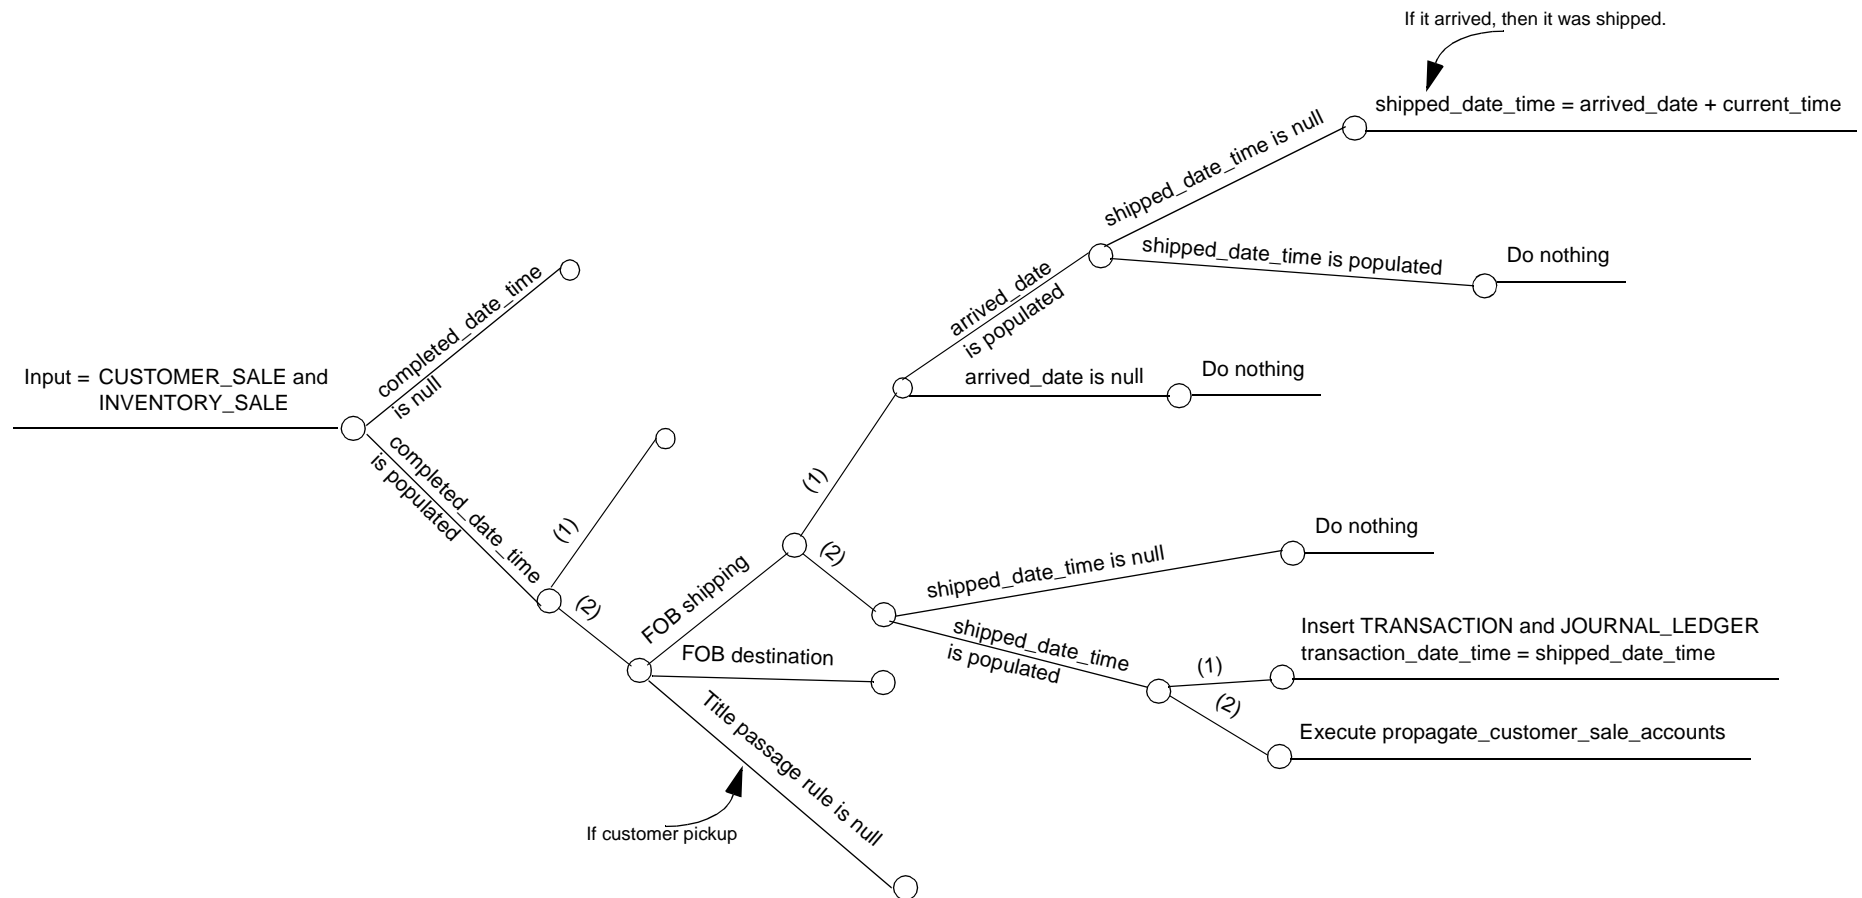 If it arrived, then it was shipped.
shipped_date_time = arrived_date + current_time
shipped_date_time is null
shipped_date_time is populated
Do nothing
arrived_date
is populated
arrived_date is null
Do nothing
completed_date_time
is null
Input = CUSTOMER_SALE and
INVENTORY_SALE
completed_date_time
is populated
(1)
(2)
(1)
(2)
FOB shipping
FOB destination
Title passage rule is null
If customer pickup
shipped_date_time is null
Do nothing
shipped_date_time
is populated
(1)
(2)
Insert TRANSACTION and JOURNAL_LEDGER
transaction_date_time = shipped_date_time
Execute propagate_customer_sale_accounts